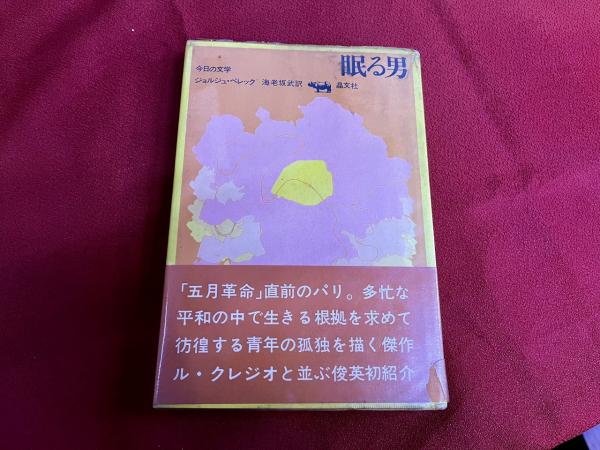 眠る男
今日の文学
ジョルジュ・ペレック 海老坂武訳 晶文社
「五月革命」直前のパリ。多忙な
平和の中で生きる根拠を求めて
彷徨する青年の孤独を描く傑作
ル・クレジオと並ぶ俊英初紹介